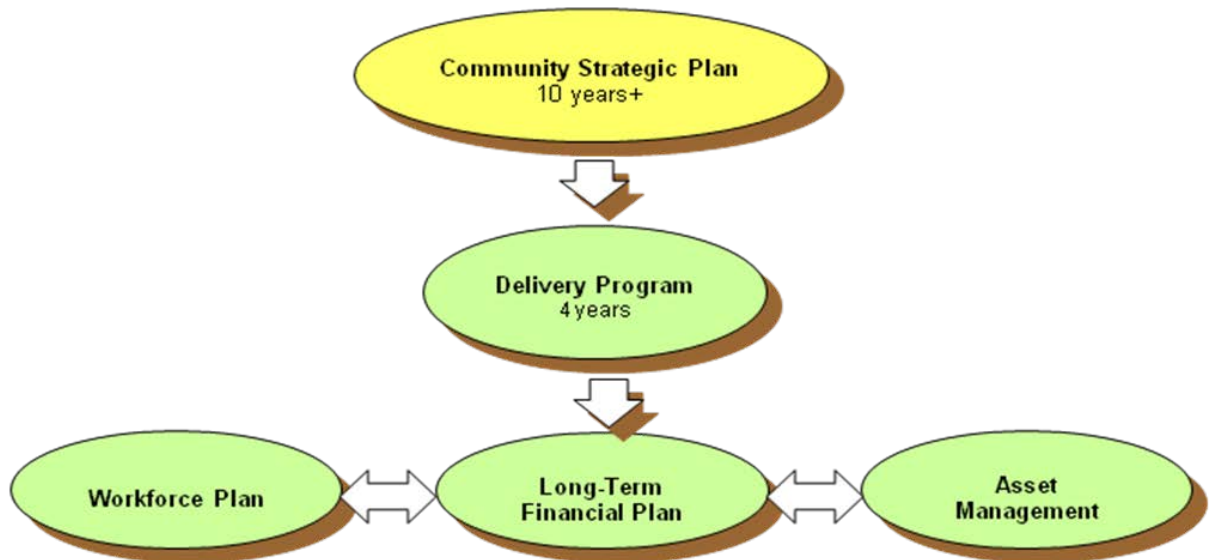 Community Strategic Plan
10 years+
Delivery Program
4 years
Workforce Plan
Long-Term
Financial Plan
Asset
Management